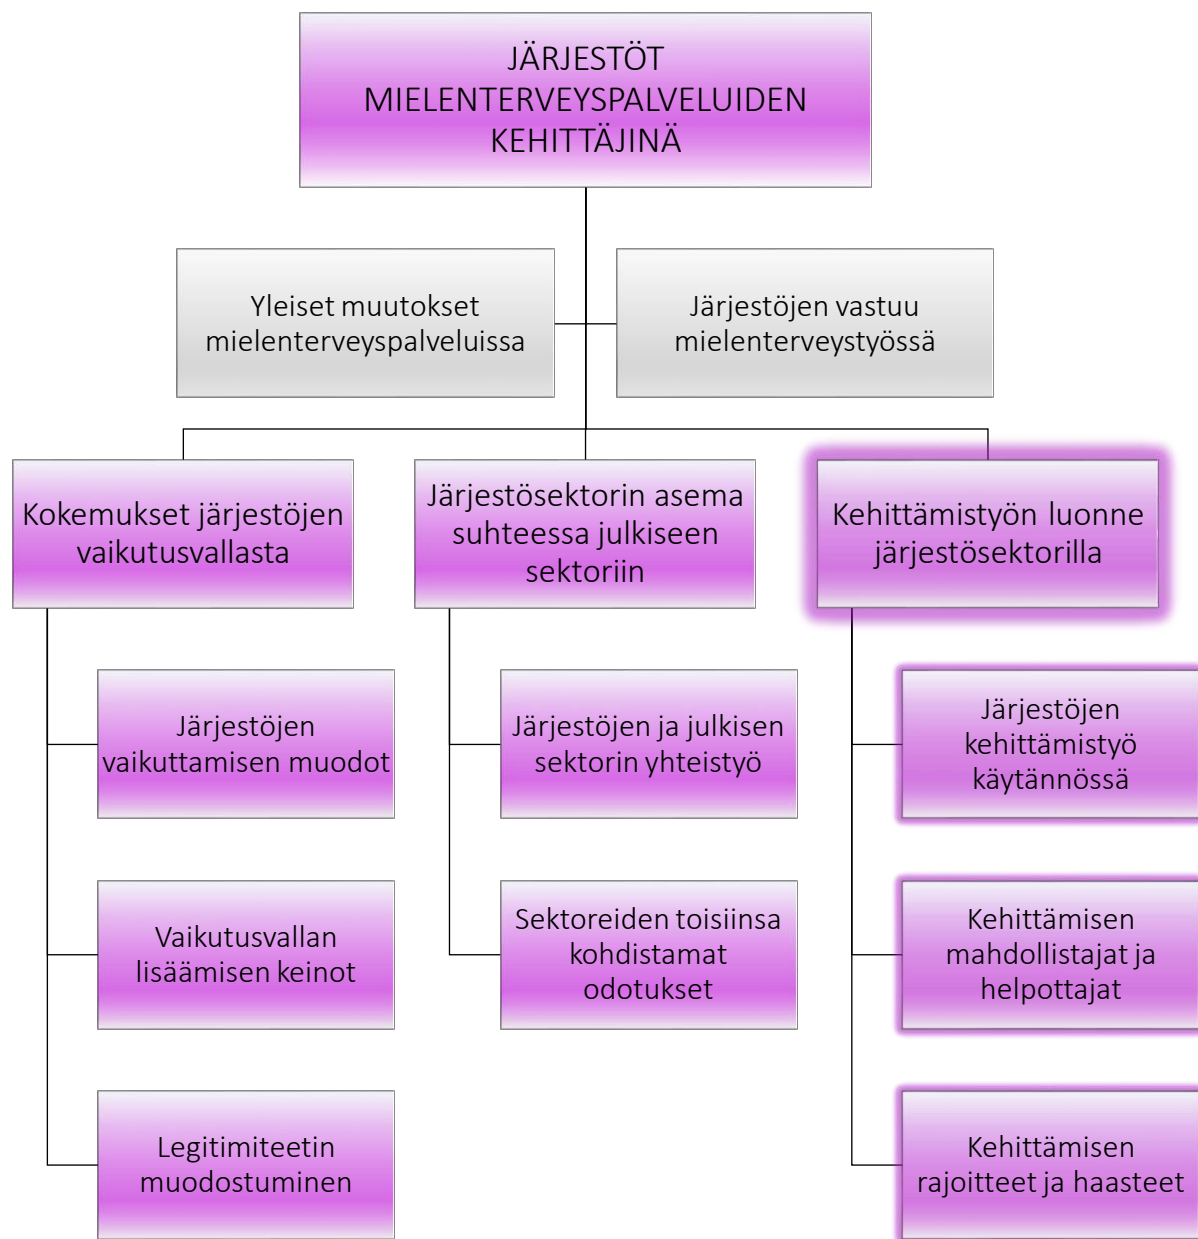 JÄRJESTÖT
MIELENTERVEYSPALVELUIDEN
KEHITTÄJINÄ
Yleiset muutokset
mielenterveyspalveluissa
Järjestöjen vastuu
mielenterveystyössä
Kokemukset järjestöjen
vaikutusvallasta
Järjestösektorin asema
suhteessa julkiseen
sektoriin
Kehittämistyön luonne
järjestösektorilla
Järjestöjen
vaikuttamisen muodot
Vaikutusvallan
lisäämisen keinot
Legitimiteetin
muodostuminen
Järjestöjen ja julkisen
sektorin yhteistyö
Sektoreiden toisiinsa
kohdistamat
odotukset
Järjestöjen
kehittämistyö
käytännössä
Kehittämisen
mahdollistajat ja
helpottajat
Kehittämisen
rajoitteet ja haasteet